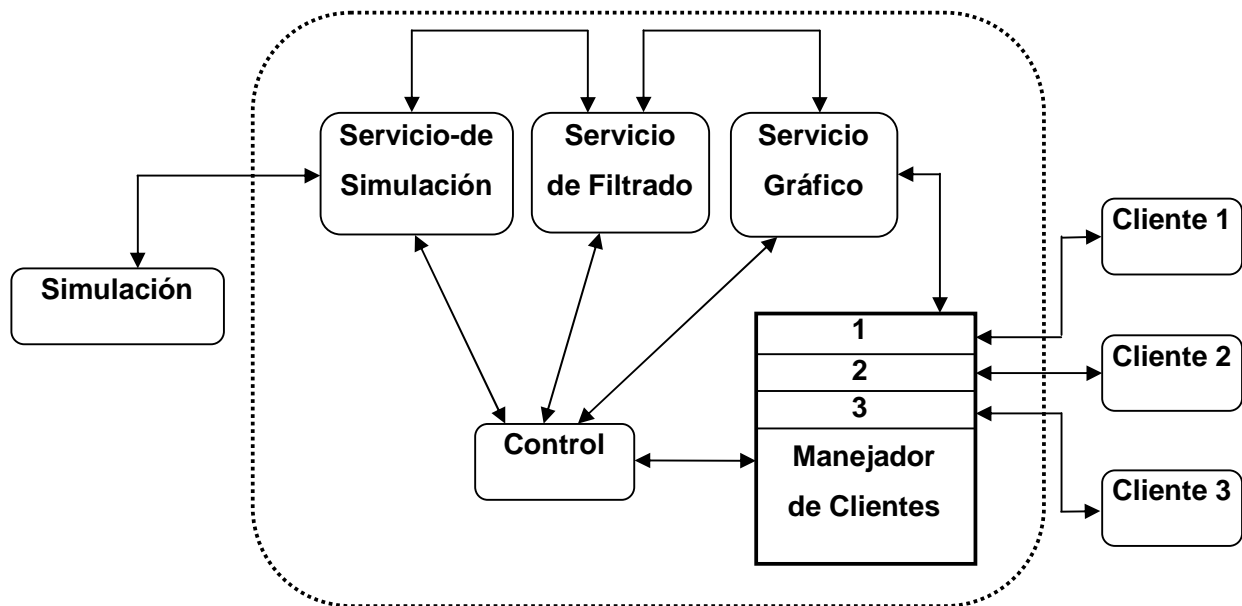 Servicio-de
Simulación
Servicio
de Filtrado
Servicio
Gráfico
Simulación
Cliente 1
1
2
3
Cliente 2
Control
Manejador
de Clientes
Cliente 3